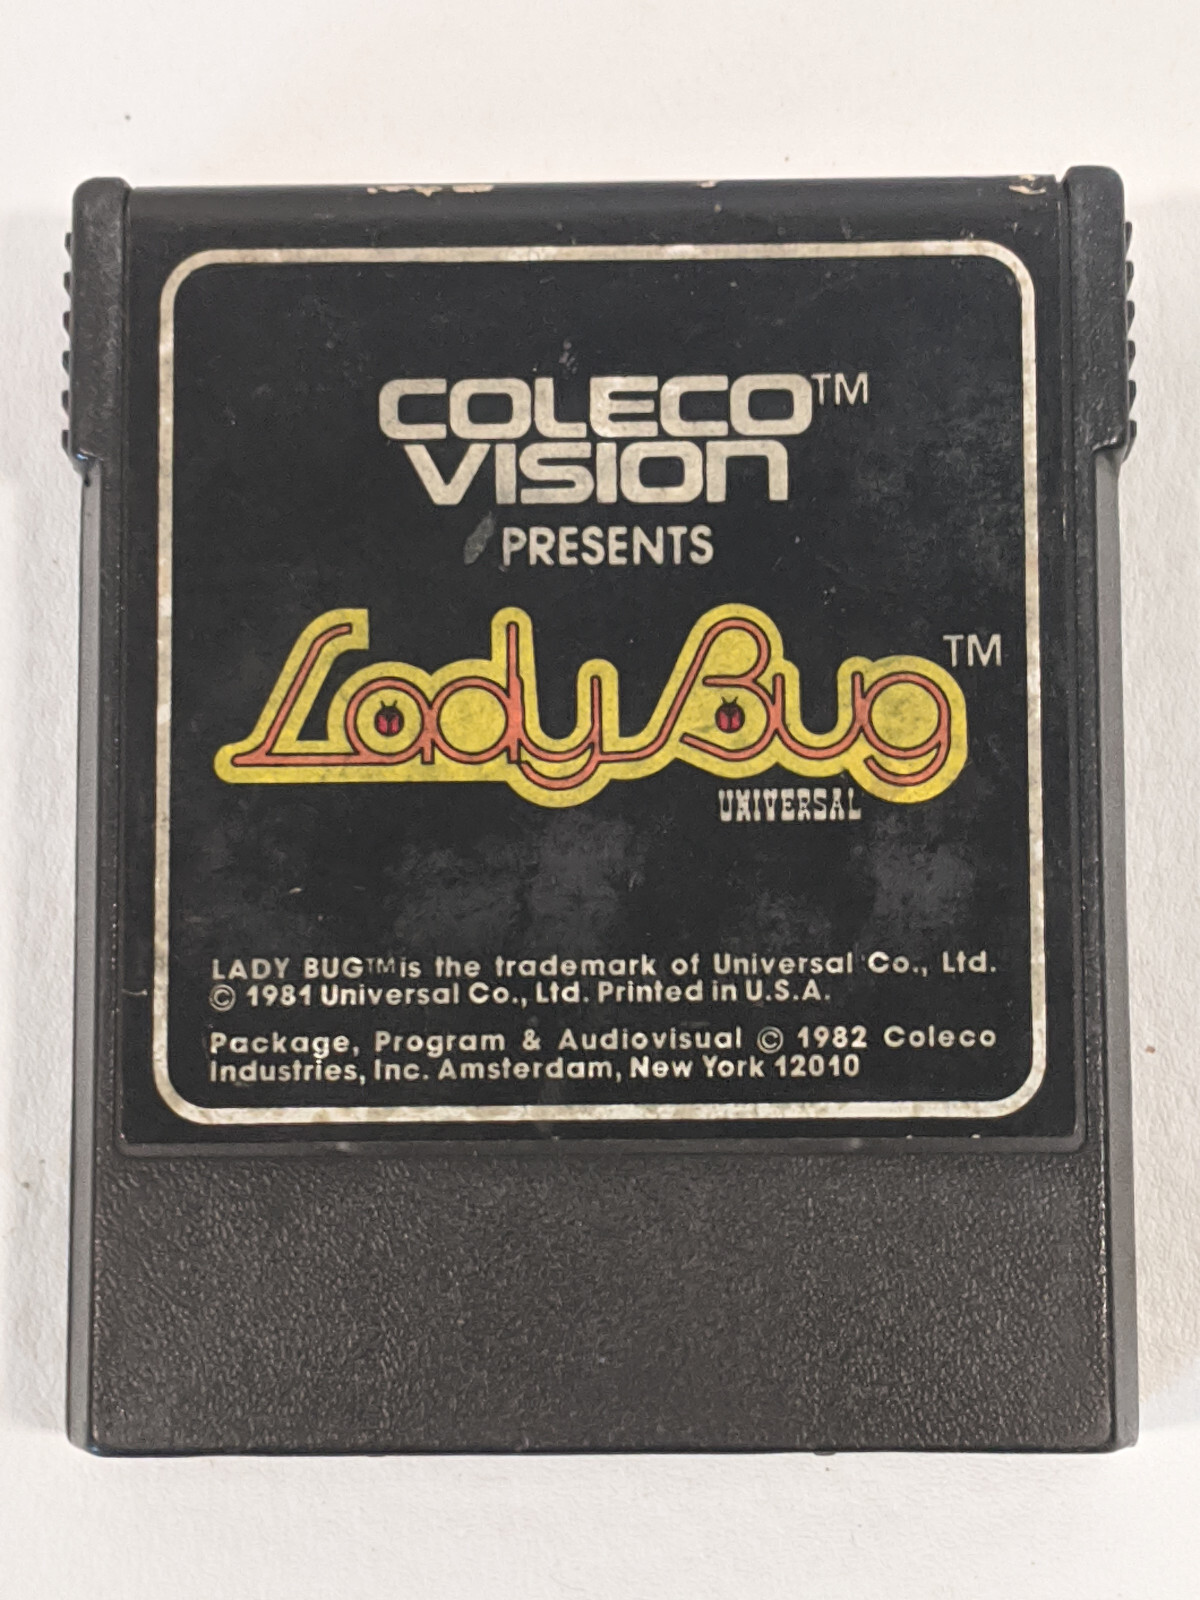 COLECO™
VISION
PRESENTS
Lady Bug™
UNIVERSAL
LADY BUG™ is the trademark of Universal Co., Ltd.
© 1981 Universal Co., Ltd. Printed in U.S.A.
Package, Program & Audiovisual © 1982 Coleco
Industries, Inc. Amsterdam, New York 12010